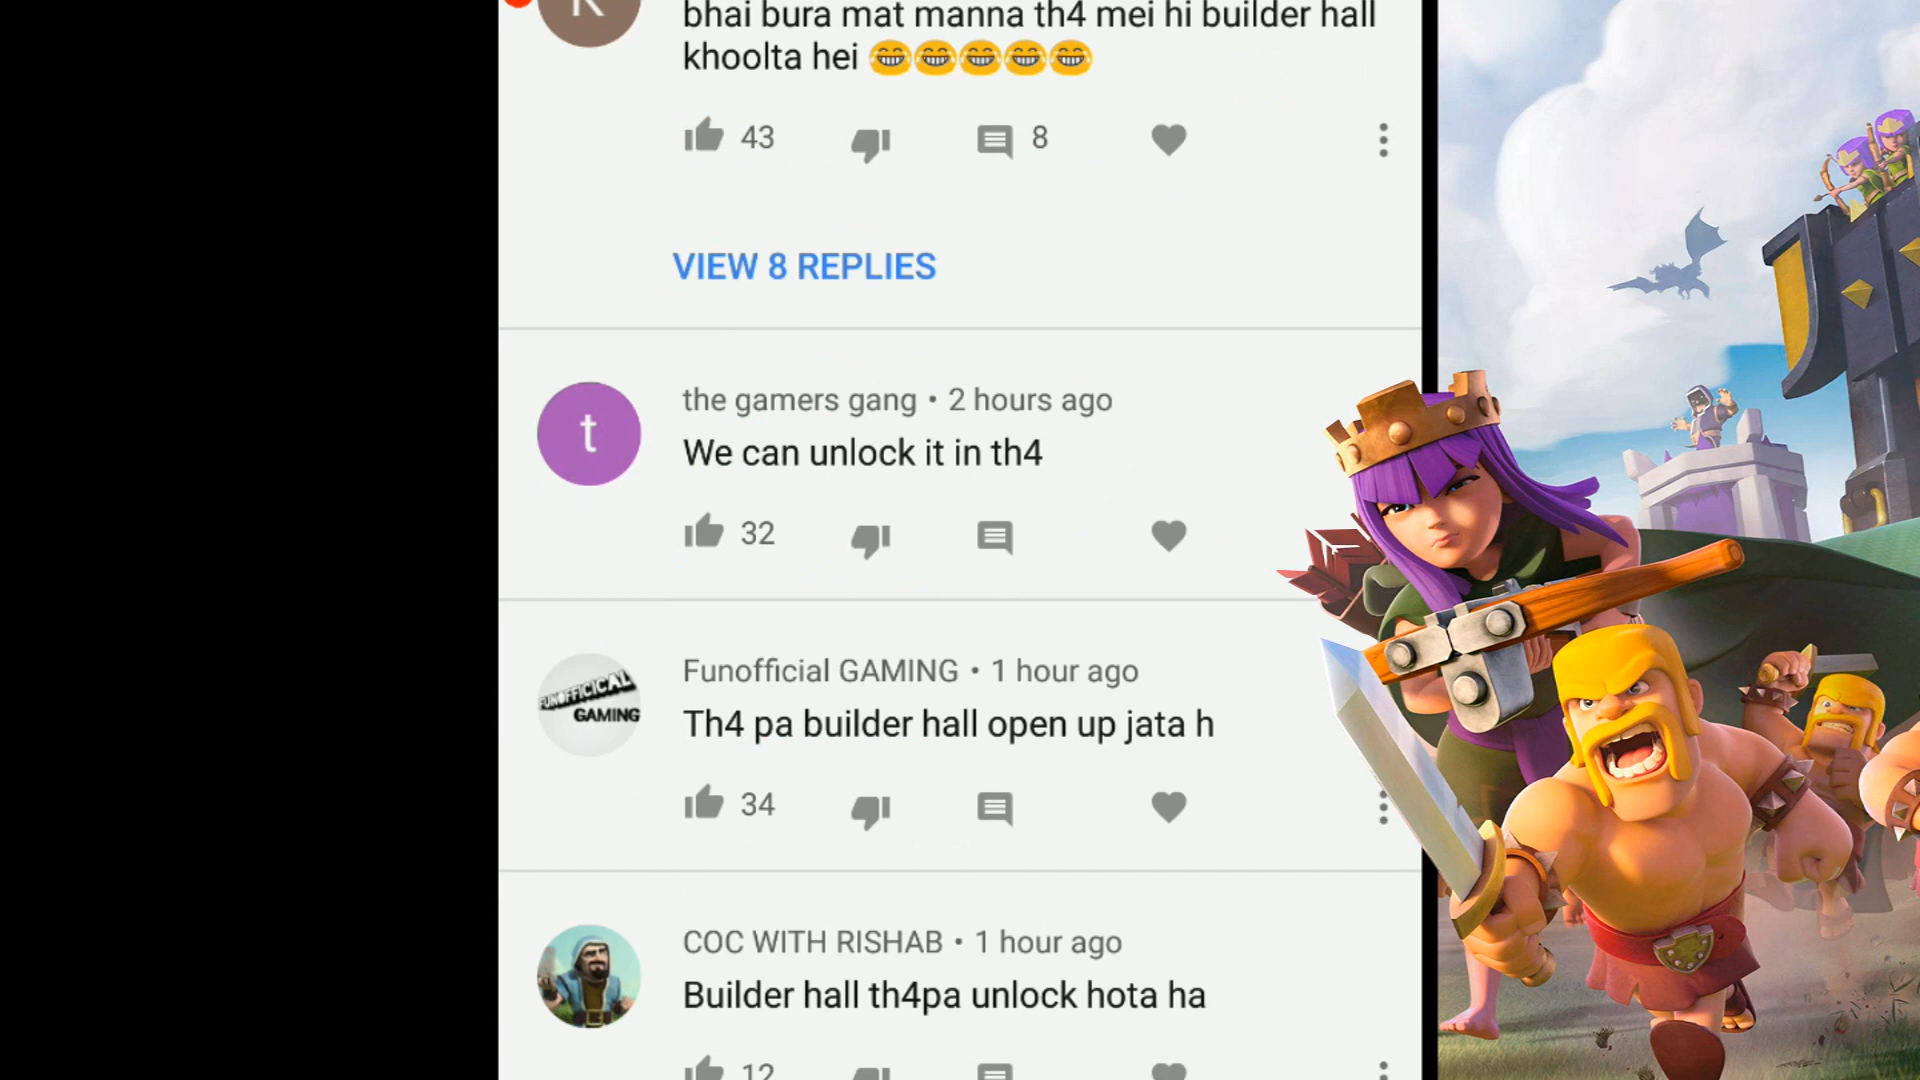 K
bhai bura mat manna th4 mei hi builder hall
khoolta hei 😂😂😂😂😂
43
8
VIEW 8 REPLIES
t
the gamers gang • 2 hours ago
We can unlock it in th4
32
FUNOFFICICAL
GAMING
Funofficial GAMING • 1 hour ago
Th4 pa builder hall open up jata h
34
COC WITH RISHAB • 1 hour ago
Builder hall th4pa unlock hota ha
12